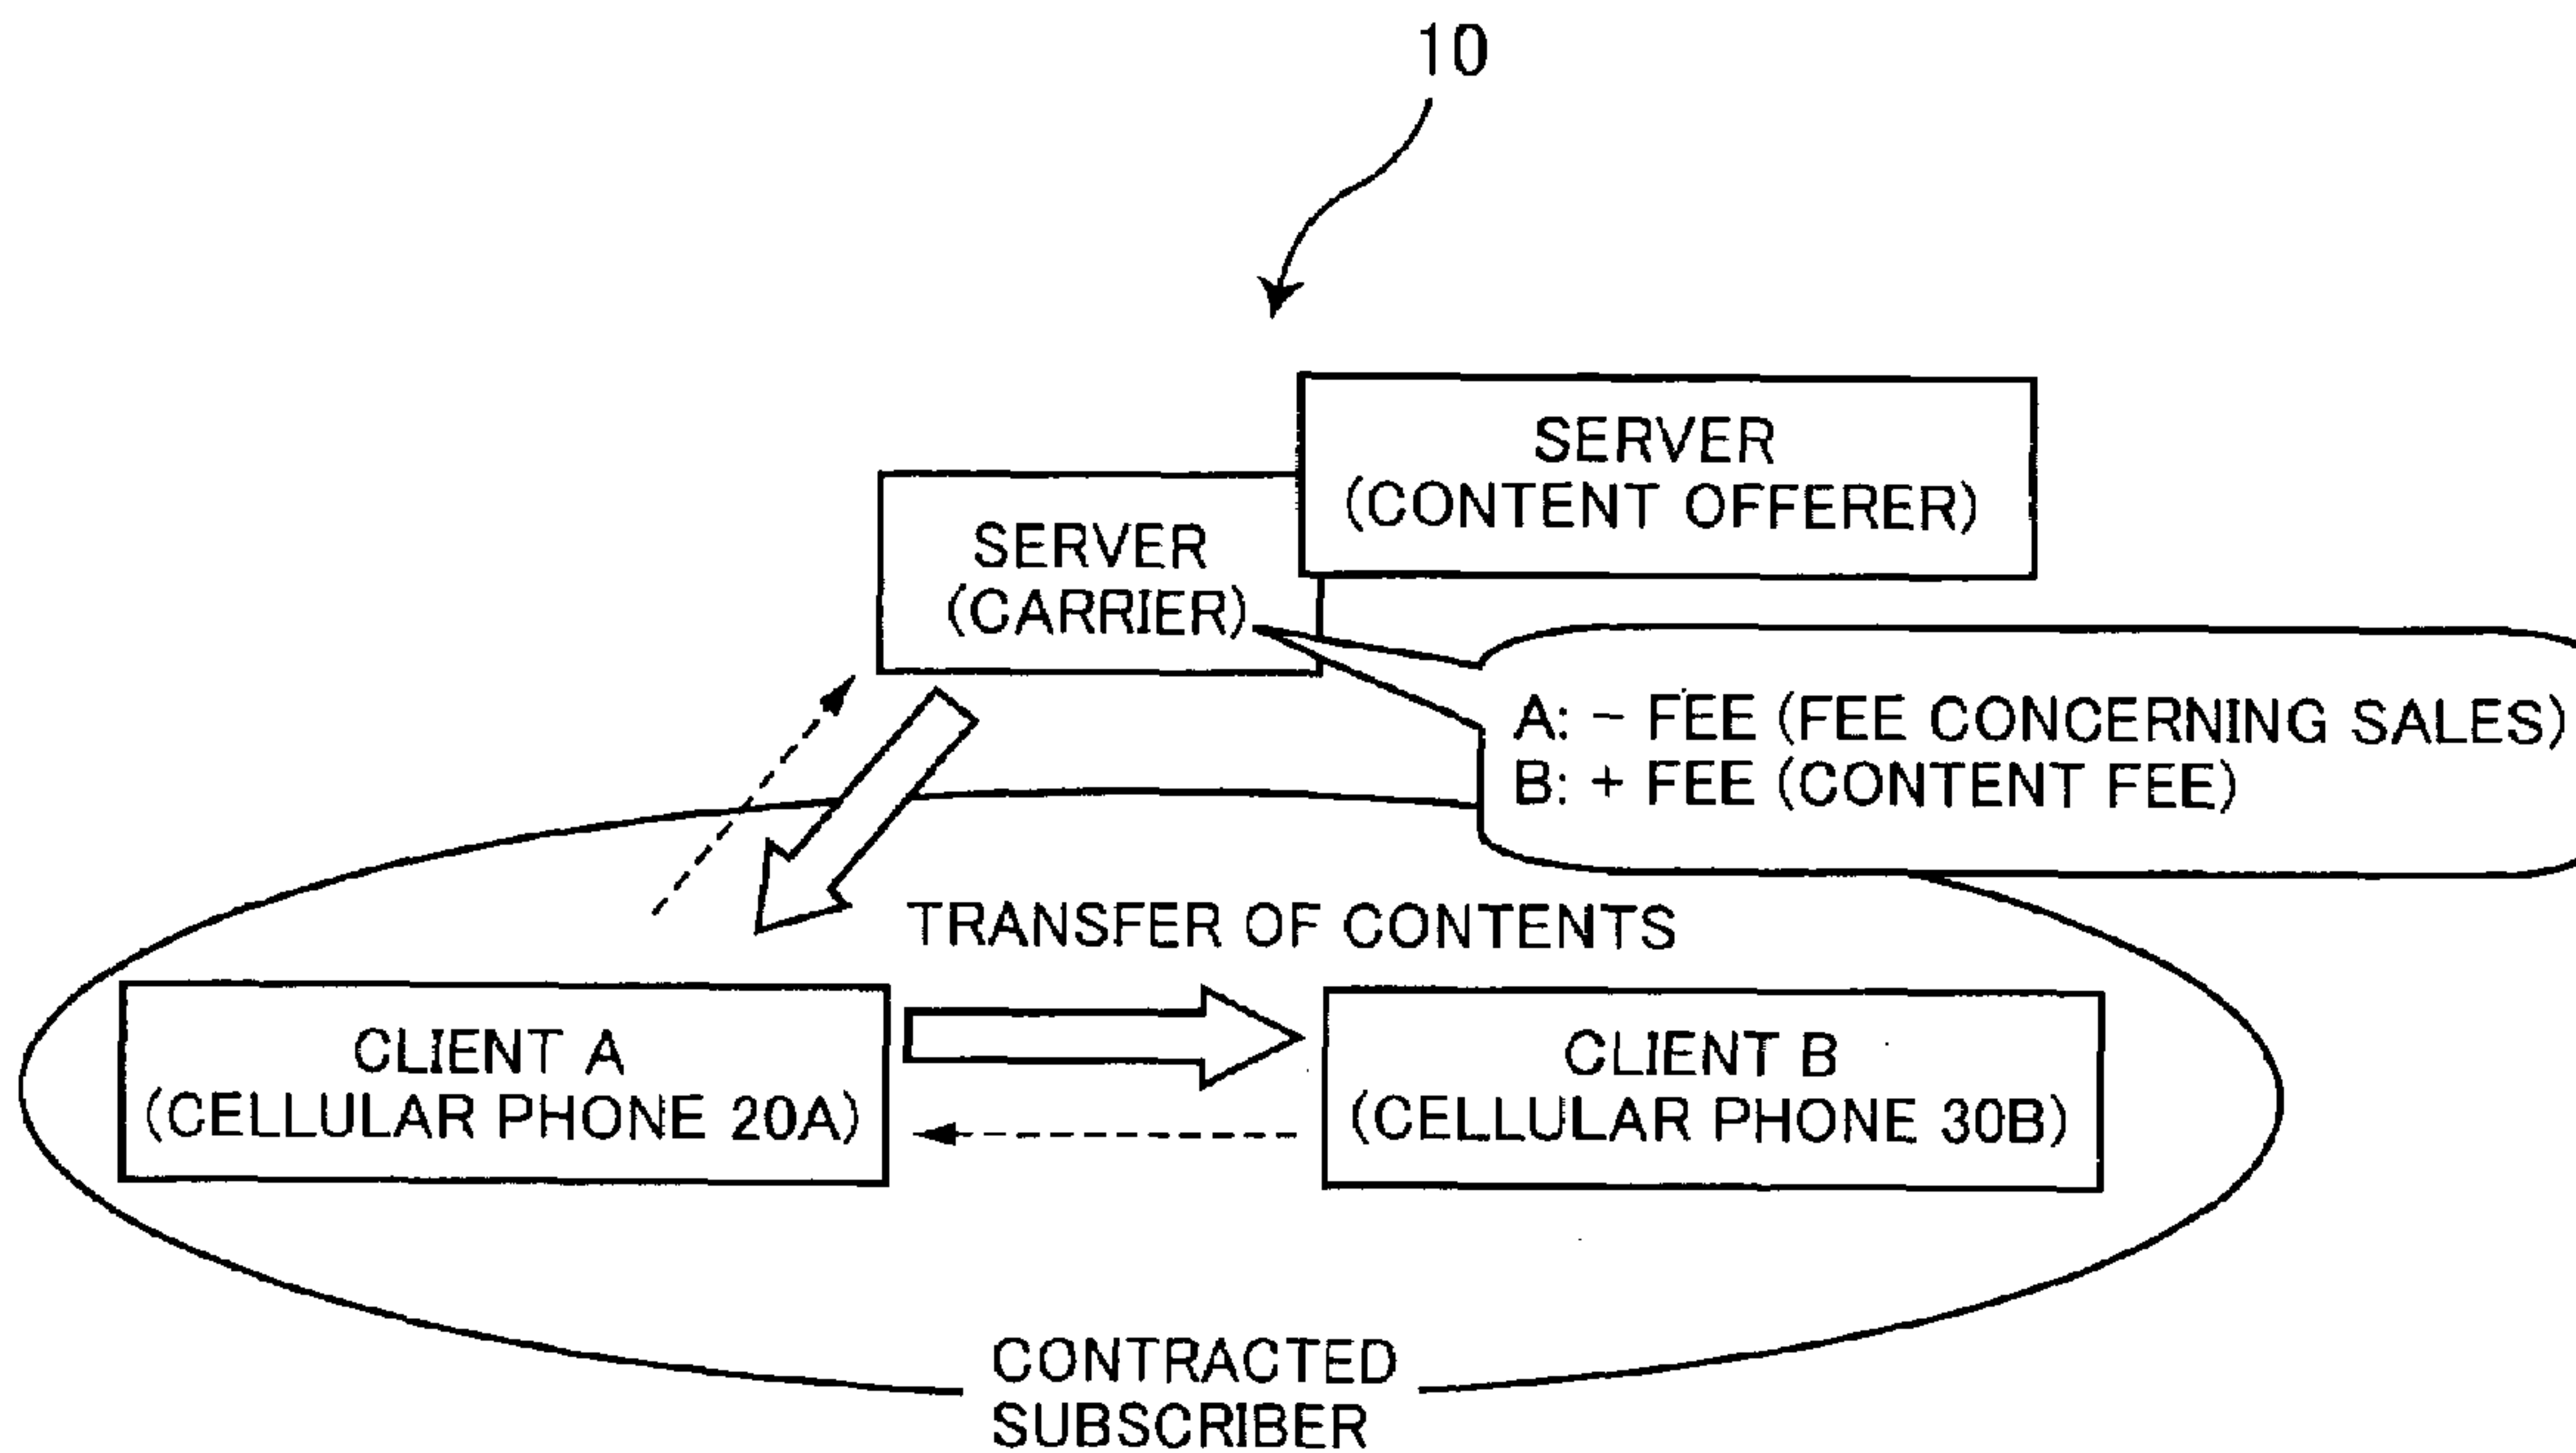 10
SERVER
(CONTENT OFFERER)
SERVER
(CARRIER)
A: - FEE (FEE CONCERNING SALES)
B: + FEE (CONTENT FEE)
TRANSFER OF CONTENTS
CLIENT A
(CELLULAR PHONE 20A)
CLIENT B
(CELLULAR PHONE 30B)
CONTRACTED
SUBSCRIBER